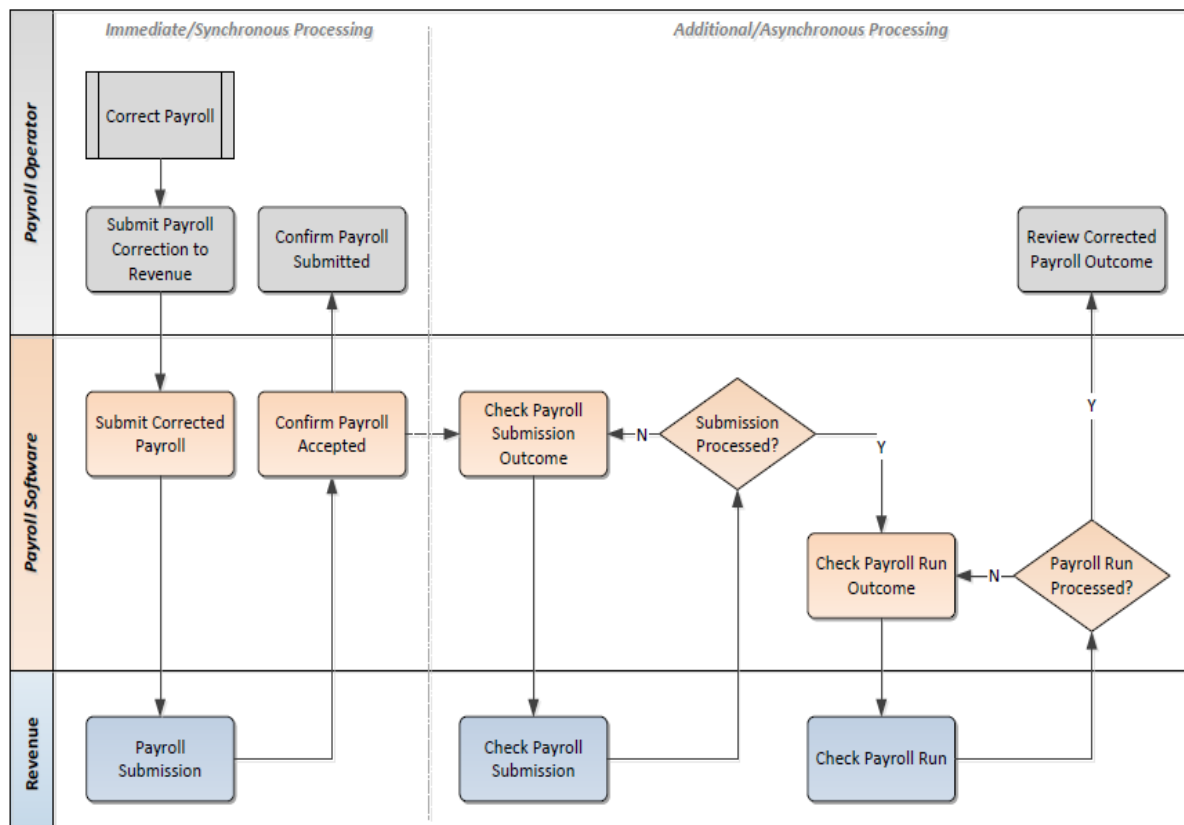 Immediate/Synchronous Processing
Additional/Asynchronous Processing
Payroll Operator
Correct Payroll
Submit Payroll
Correction to
Revenue
Confirm Payroll
Submitted
Review Corrected
Payroll Outcome
Payroll Software
Submit Corrected
Payroll
Confirm Payroll
Accepted
Check Payroll
Submission
Outcome
N
Submission
Processed?
Y
Y
Check Payroll Run
Outcome
N
Payroll Run
Processed?
Revenue
Payroll
Submission
Check Payroll
Submission
Check Payroll Run